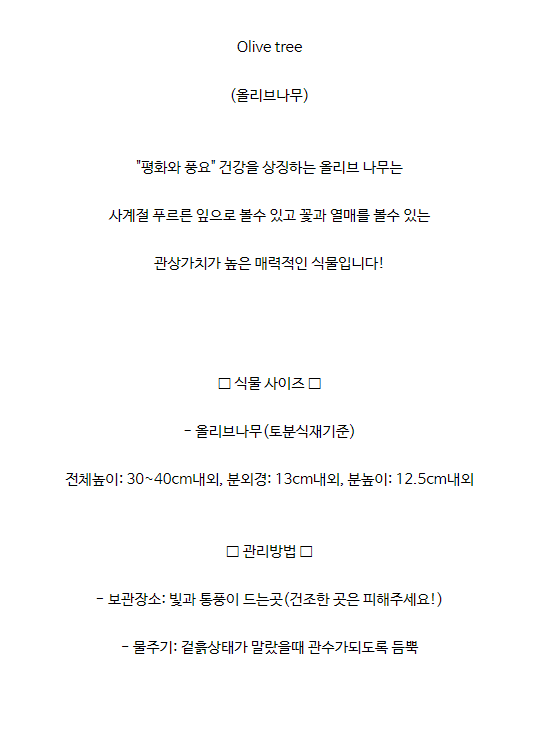 Olive tree
(올리브나무)
"평화와 풍요" 건강을 상징하는 올리브 나무는
사계절 푸르른 잎으로 볼수 있고 꽃과 열매를 볼수 있는
관상가치가 높은 매력적인 식물입니다!
□ 식물 사이즈 □
- 올리브나무(토분식재기준)
전체높이: 30~40cm내외, 분외경: 13cm내외, 분높이: 12.5cm내외
□ 관리방법 □
- 보관장소: 빛과 통풍이 드는곳(건조한 곳은 피해주세요!)
- 물주기: 겉흙상태가 말랐을때 관수가되도록 듬뿍